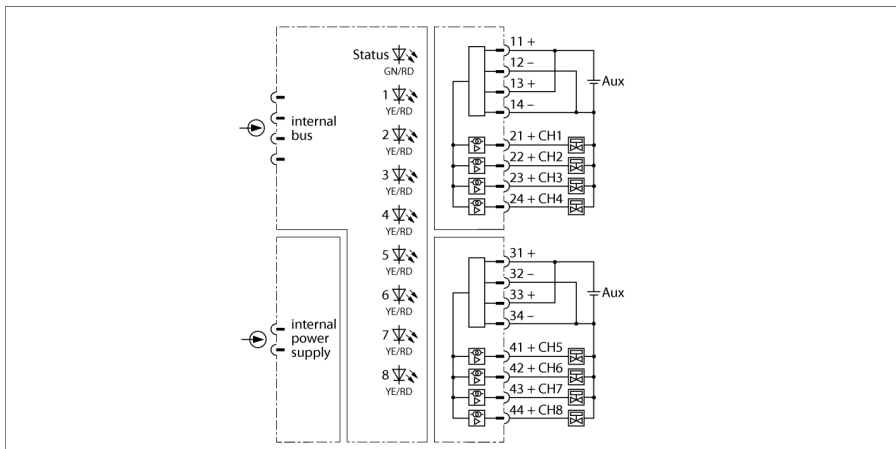 Status
GN/RD
1
YE/RD
2
YE/RD
3
YE/RD
4
YE/RD
5
YE/RD
6
YE/RD
7
YE/RD
8
YE/RD
internal
bus
internal
power
supply
11 +
12 –
13 +
14 –
Aux
21 + CH1
22 + CH2
23 + CH3
24 + CH4
31 +
32 –
33 +
34 –
Aux
41 + CH5
42 + CH6
43 + CH7
44 + CH8